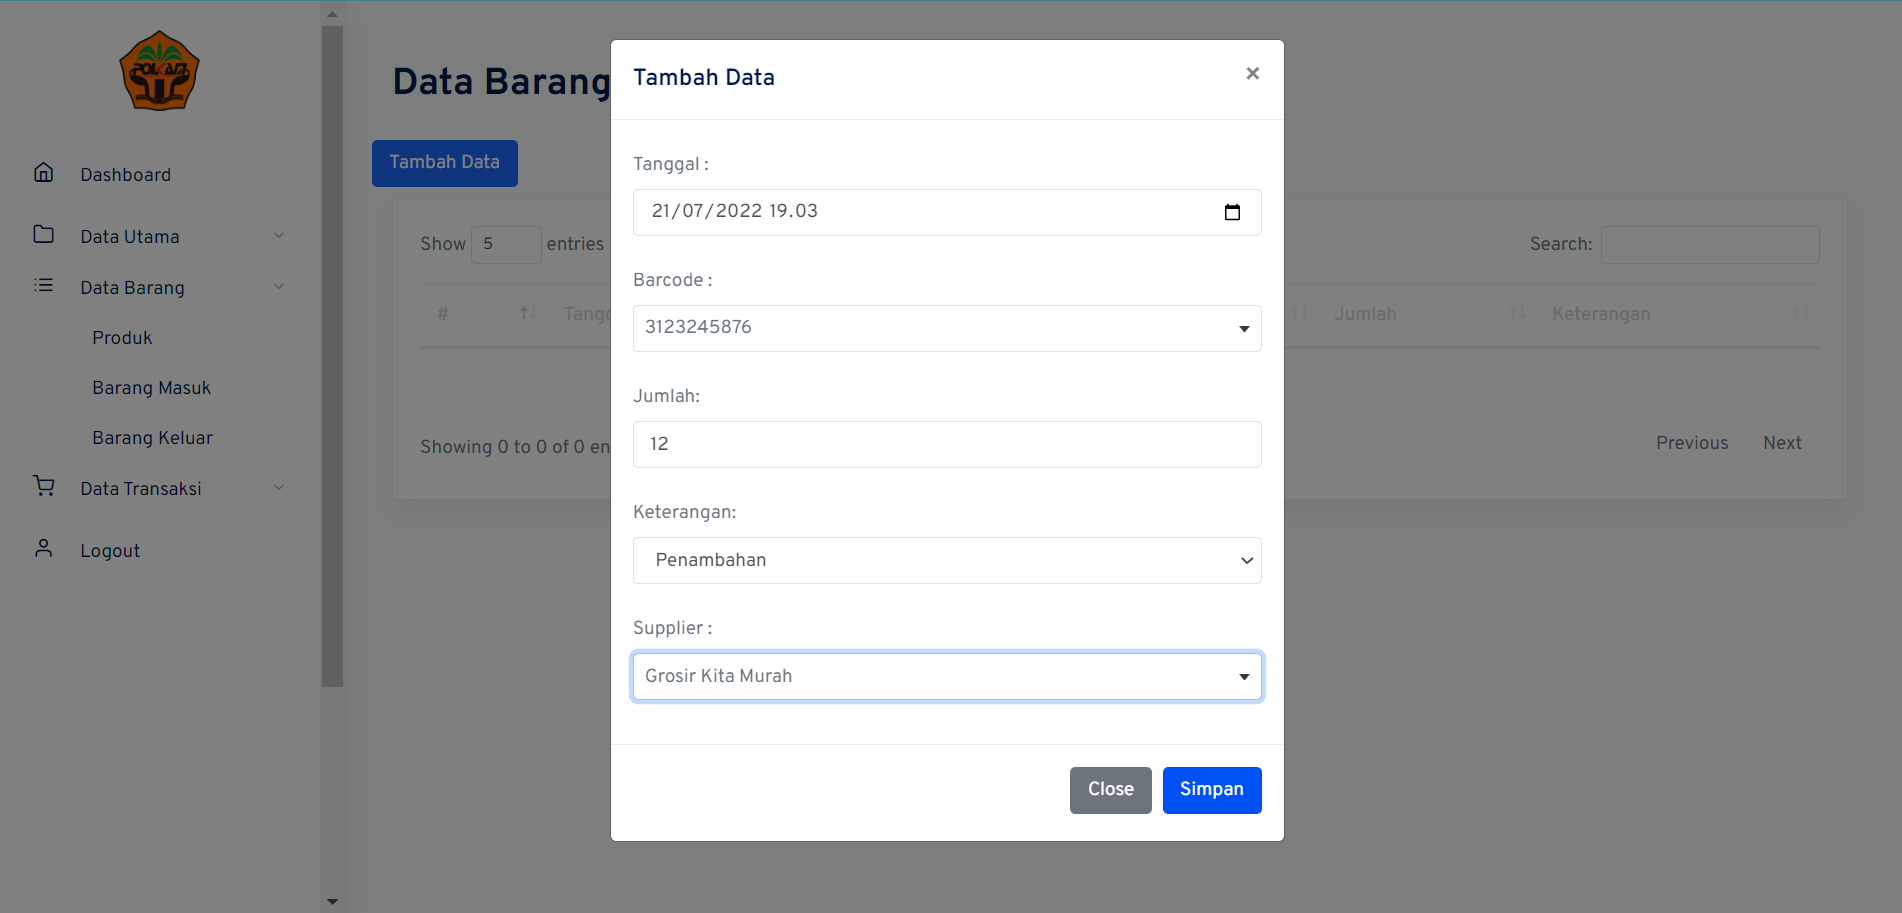 POLKAM
Dashboard
Data Utama
Data Barang
Produk
Barang Masuk
Barang Keluar
Data Transaksi
Logout
Data Barang
Tambah Data
Show 5 entries
Search:
#
Jumlah
Keterangan
Showing 0 to 0 of 0
Previous
Next
Tambah Data
×
Tanggal :
21/07/2022 19.03
Barcode :
3123245876
Jumlah:
12
Keterangan:
Penambahan
Supplier :
Grosir Kita Murah
Close
Simpan